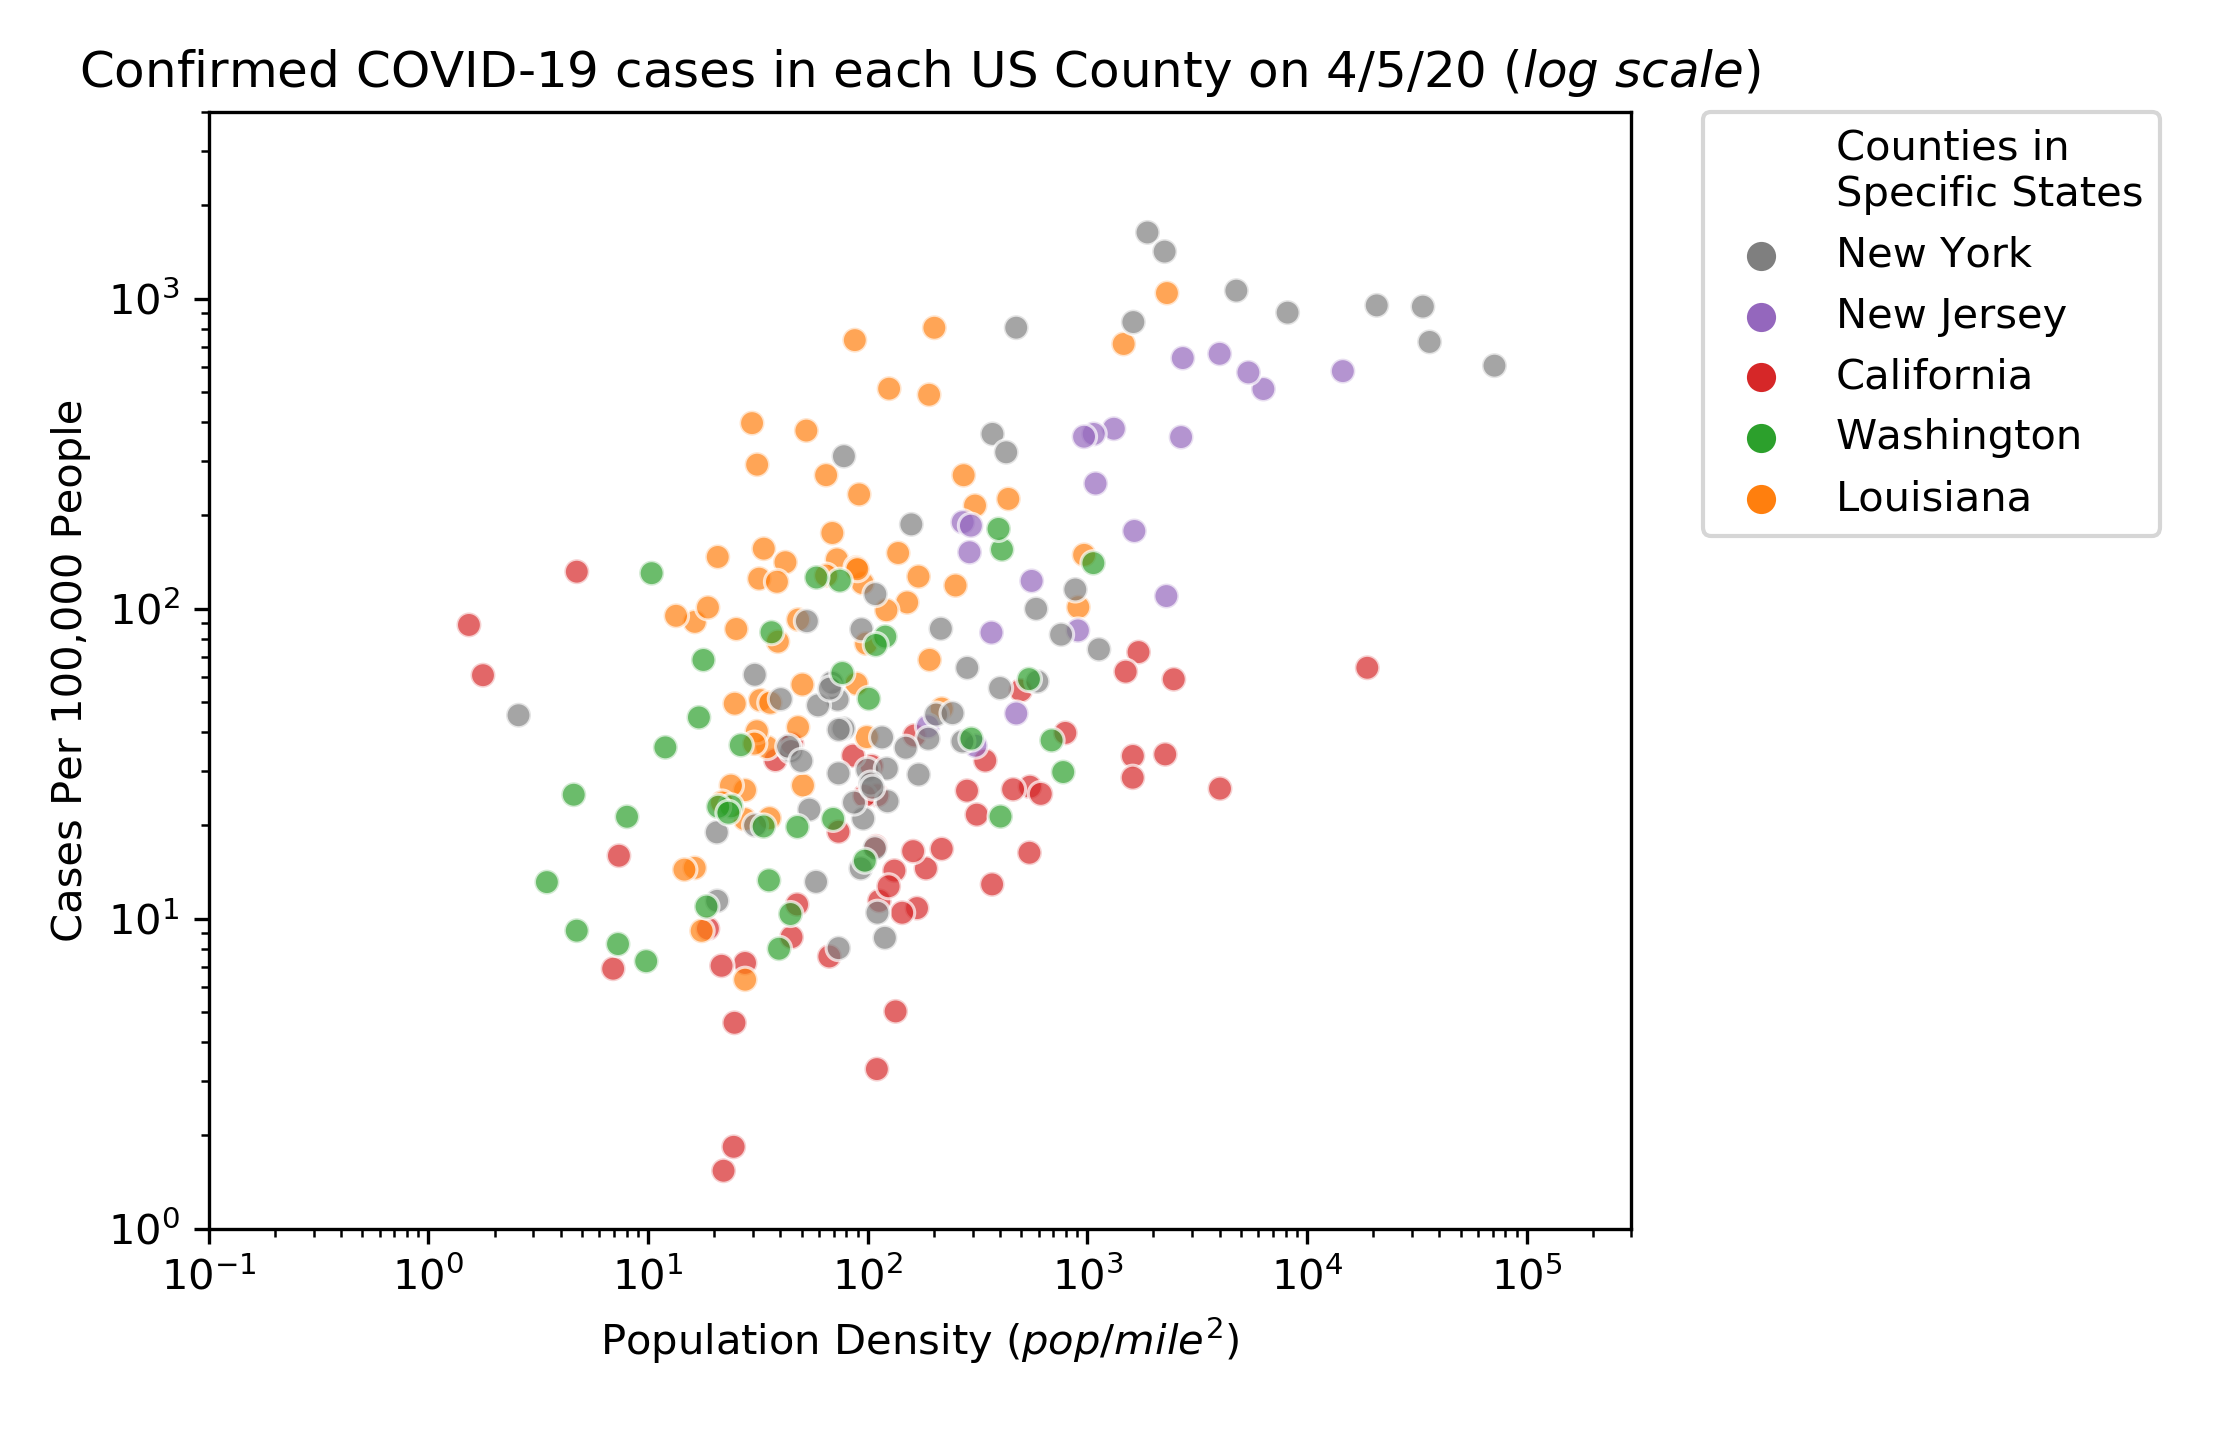 Confirmed COVID-19 cases in each US County on 4/5/20 (log scale)
Cases Per 100,000 People
10³
10²
10¹
10⁰
10⁻¹ 10⁰ 10¹ 10² 10³ 10⁴ 10⁵
Population Density (pop/mile²)
Counties in
Specific States
New York
New Jersey
California
Washington
Louisiana